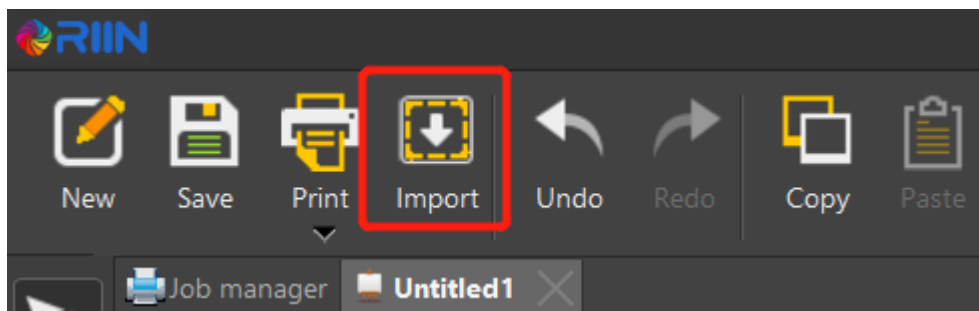 RIIN
New Save Print Import Undo Redo Copy Paste
Job manager Untitled1